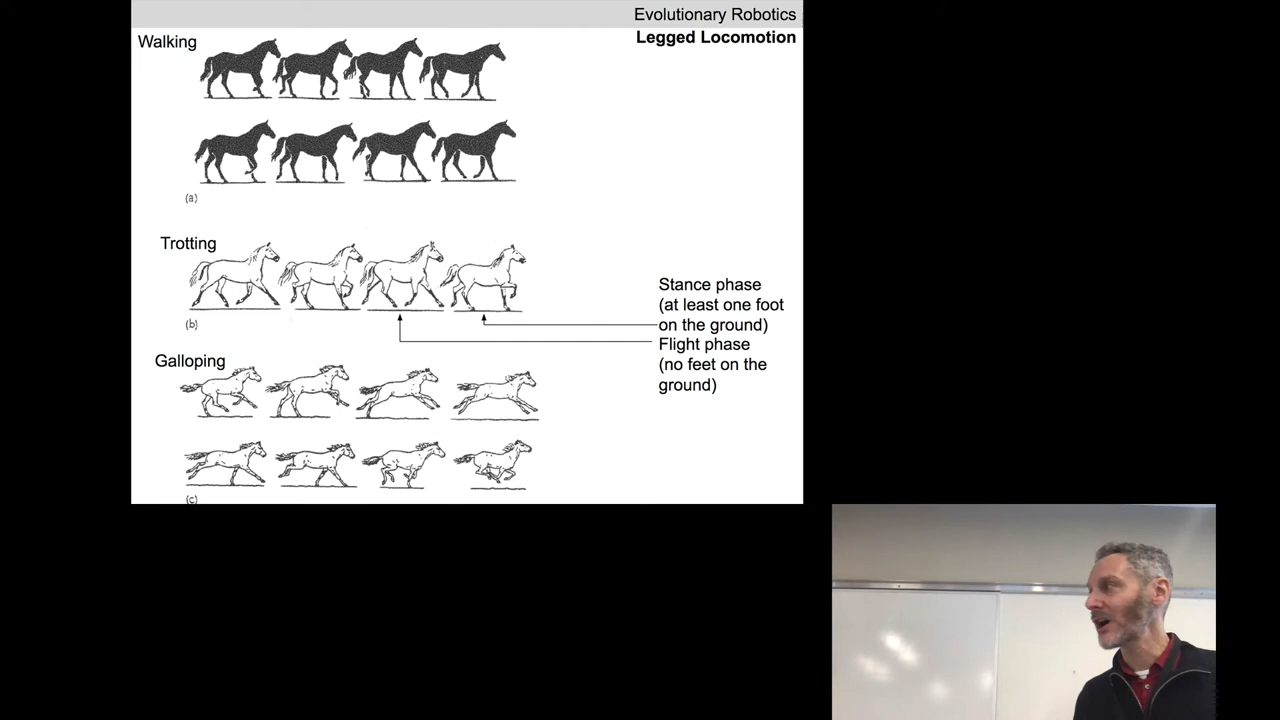 Evolutionary Robotics
Legged Locomotion
Walking
(a)
Trotting
(b)
Stance phase
(at least one foot
on the ground)
Flight phase
(no feet on the
ground)
Galloping
(c)